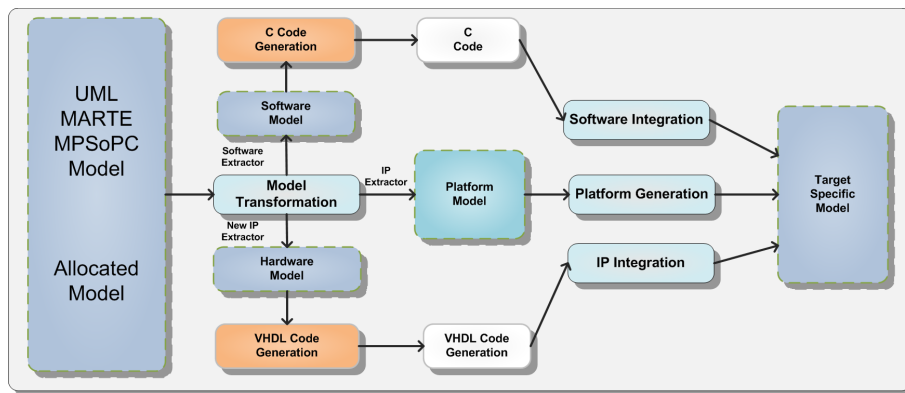 UML
MARTE
MPSoPC
Model
Allocated
Model
C Code
Generation
C
Code
Software
Model
Software
Extractor
Model
Transformation
IP
Extractor
Platform
Model
New IP
Extractor
Hardware
Model
VHDL Code
Generation
VHDL Code
Generation
Software Integration
Platform Generation
IP Integration
Target
Specific
Model